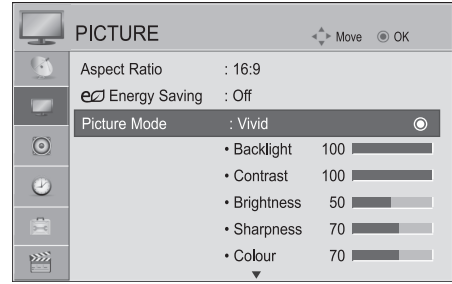 PICTURE
Move OK
Aspect Ratio : 16:9
Energy Saving : Off
Picture Mode : Vivid
• Backlight 100
• Contrast 100
• Brightness 50
• Sharpness 70
• Colour 70